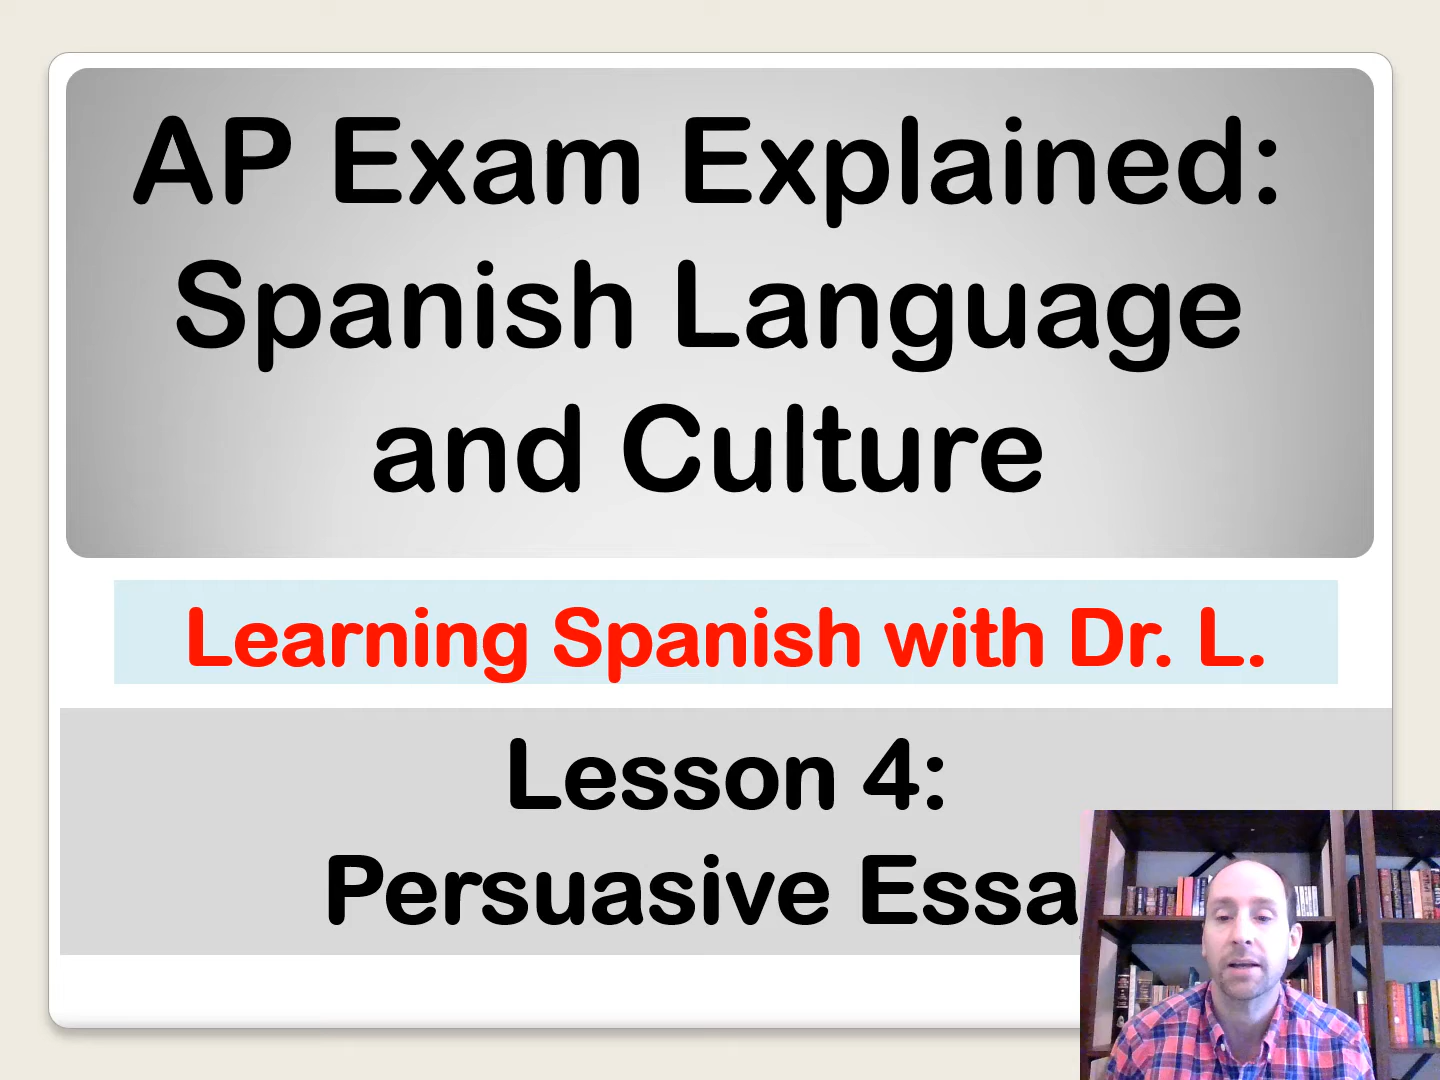 AP Exam Explained:
Spanish Language
and Culture
Learning Spanish with Dr. L.
Lesson 4:
Persuasive Essa